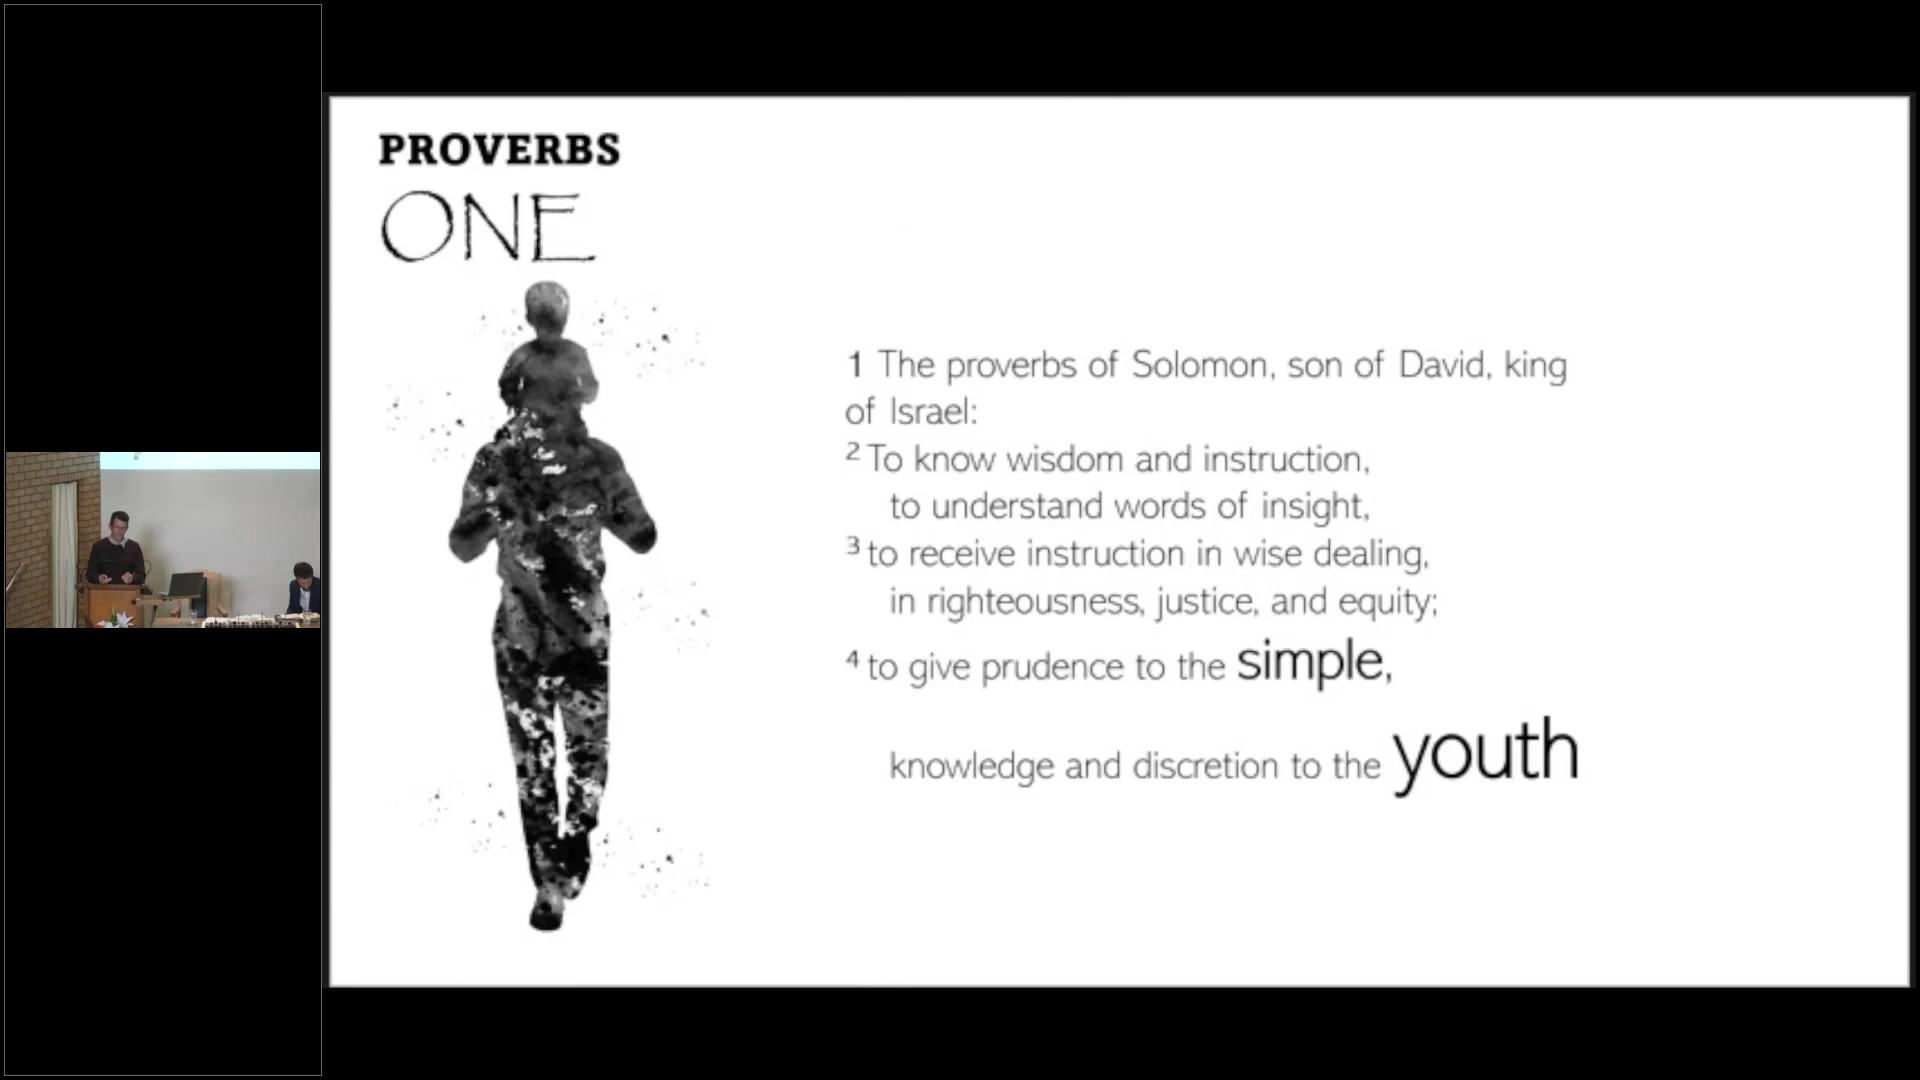 PROVERBS
ONE
1 The proverbs of Solomon, son of David, king
of Israel:
2 To know wisdom and instruction,
to understand words of insight,
3 to receive instruction in wise dealing,
in righteousness, justice, and equity;
4 to give prudence to the simple,
knowledge and discretion to the youth